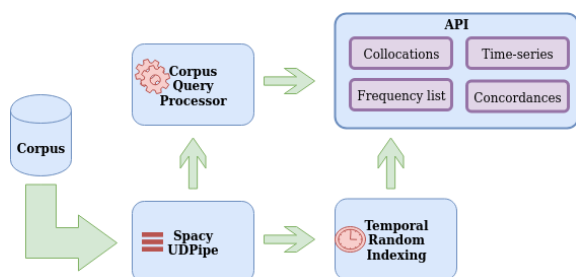 API
Collocations
Time-series
Frequency list
Concordances
Corpus
Query
Processor
Corpus
Spacy
UDPipe
Temporal
Random
Indexing